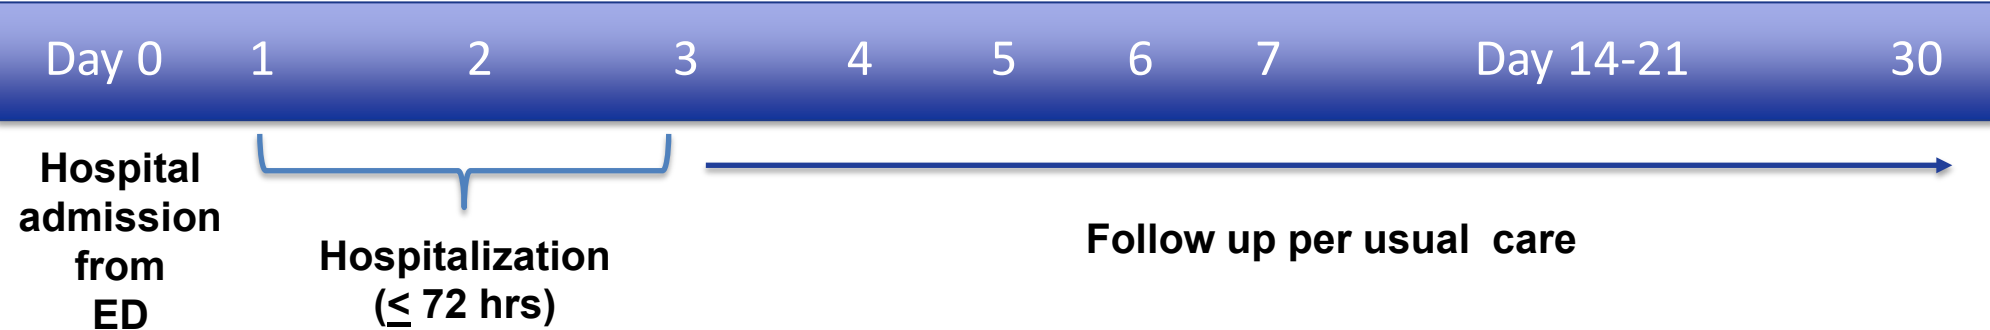 Day 0 1 2 3 4 5 6 7 Day 14-21 30
Hospital
admission
from
ED
Hospitalization
(≤ 72 hrs)
Follow up per usual  care